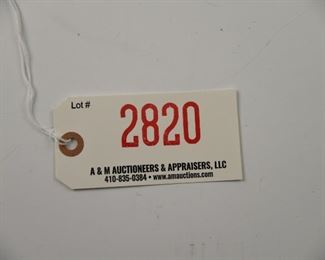 Lot #
2820
A & M AUCTIONEERS & APPRAISERS, LLC
410-835-0384 • www.amauctions.com